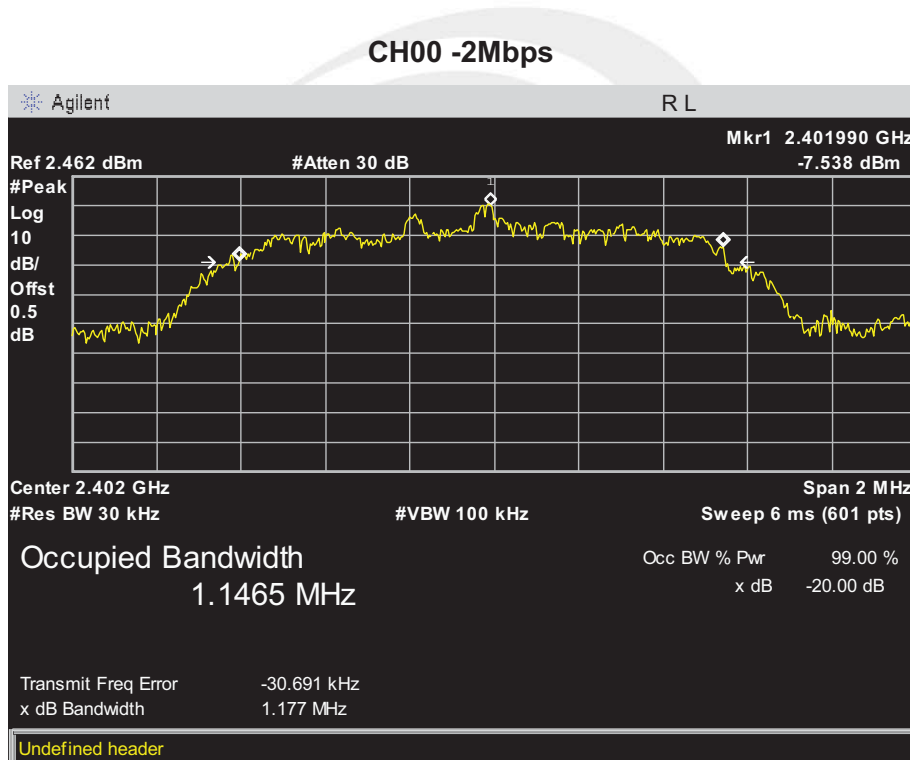 CH00 -2Mbps
Agilent R L
Mkr1 2.401990 GHz
Ref 2.462 dBm #Atten 30 dB -7.538 dBm
#Peak
Log
10
dB/
Offst
0.5
dB
1
Center 2.402 GHz Span 2 MHz
#Res BW 30 kHz #VBW 100 kHz Sweep 6 ms (601 pts)
Occupied Bandwidth Occ BW % Pwr 99.00 %
1.1465 MHz x dB -20.00 dB
Transmit Freq Error -30.691 kHz
x dB Bandwidth 1.177 MHz
Undefined header